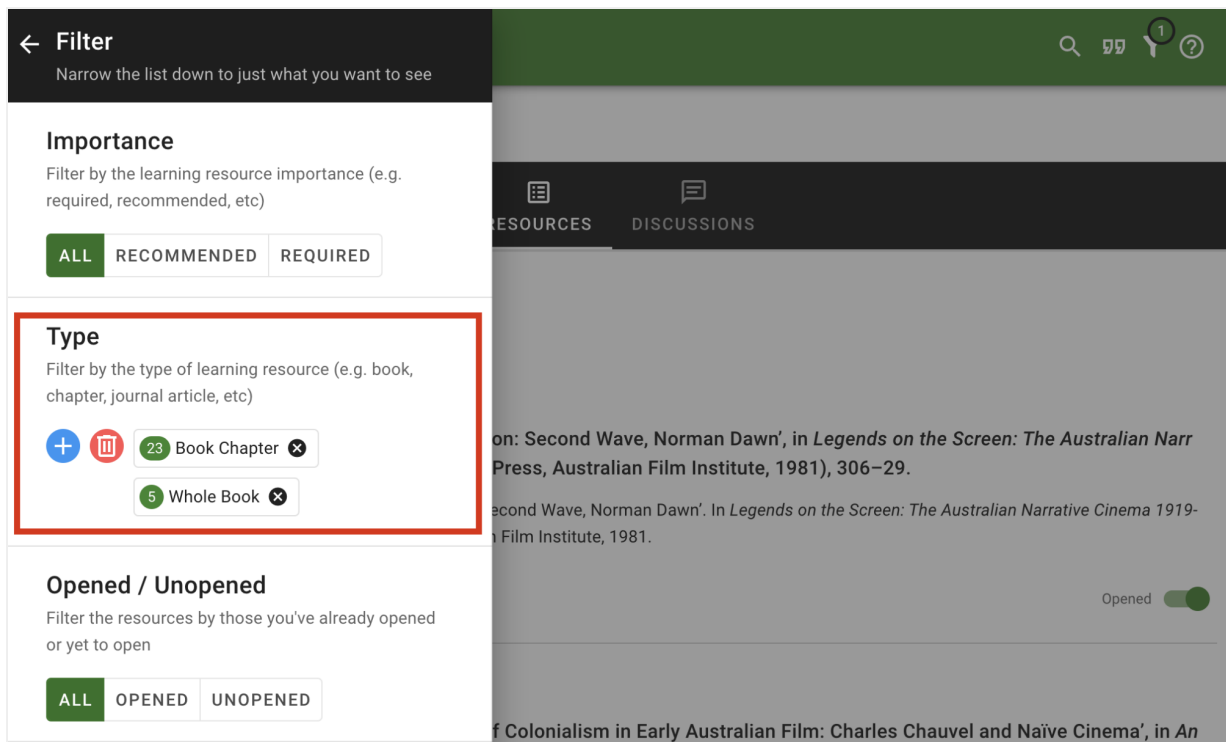 Filter
Narrow the list down to just what you want to see
1
Importance
Filter by the learning resource importance (e.g.
required, recommended, etc)
ALL RECOMMENDED REQUIRED
RESOURCES DISCUSSIONS
Type
Filter by the type of learning resource (e.g. book,
chapter, journal article, etc)
23 Book Chapter
5 Whole Book
Opened / Unopened
Filter the resources by those you've already opened
or yet to open
ALL OPENED UNOPENED
on: Second Wave, Norman Dawn’, in Legends on the Screen: The Australian Narr
Press, Australian Film Institute, 1981), 306–29.
econd Wave, Norman Dawn’. In Legends on the Screen: The Australian Narrative Cinema 1919-
Film Institute, 1981.
Opened
f Colonialism in Early Australian Film: Charles Chauvel and Naïve Cinema’, in An